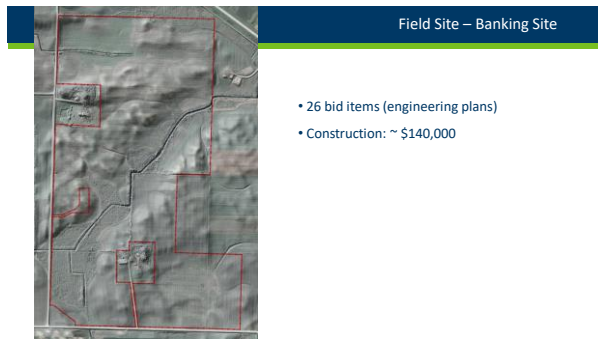 Field Site – Banking Site
• 26 bid items (engineering plans)
• Construction: ~ $140,000